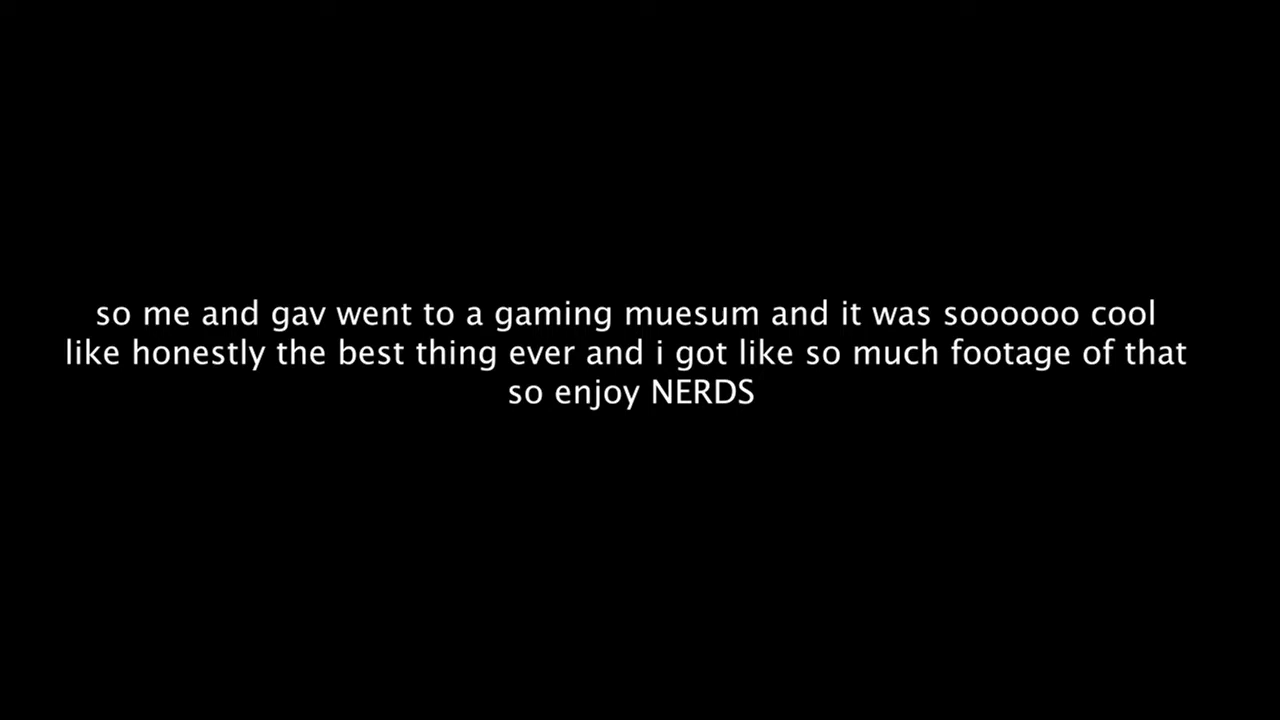 so me and gav went to a gaming muesum and it was soooooo cool
like honestly the best thing ever and i got like so much footage of that
so enjoy NERDS